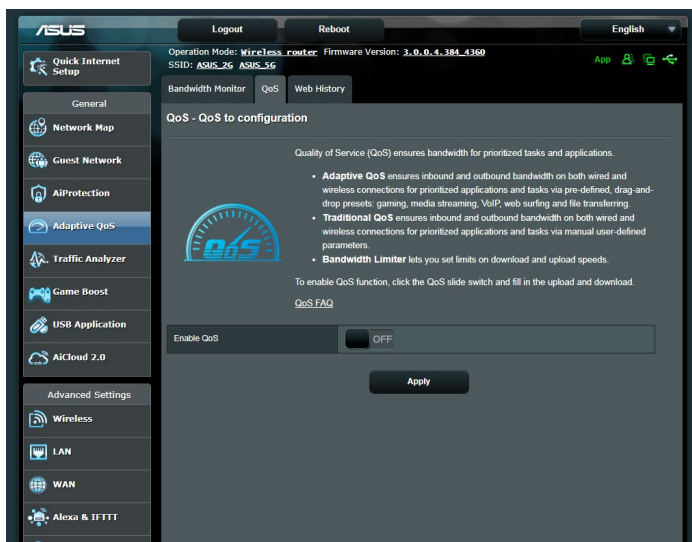 ASUS
Logout
Reboot
English
Quick Internet
Setup
Operation Mode: Wireless router Firmware Version: 3.0.0.4.384_4360
SSID: ASUS_2G ASUS_5G
App
General
Network Map
Guest Network
AiProtection
Adaptive QoS
Traffic Analyzer
Game Boost
USB Application
AiCloud 2.0
Advanced Settings
Wireless
LAN
WAN
Alexa & IFTTT
Bandwidth Monitor
QoS
Web History
QoS - QoS to configuration
QoS
Quality of Service (QoS) ensures bandwidth for prioritized tasks and applications.
• Adaptive QoS ensures inbound and outbound bandwidth on both wired and
wireless connections for prioritized applications and tasks via pre-defined, drag-and-
drop presets: gaming, media streaming, VoIP, web surfing and file transferring.
• Traditional QoS ensures inbound and outbound bandwidth on both wired and
wireless connections for prioritized applications and tasks via manual user-defined
parameters.
• Bandwidth Limiter lets you set limits on download and upload speeds.
To enable QoS function, click the QoS slide switch and fill in the upload and download.
QoS FAQ
Enable QoS
OFF
Apply